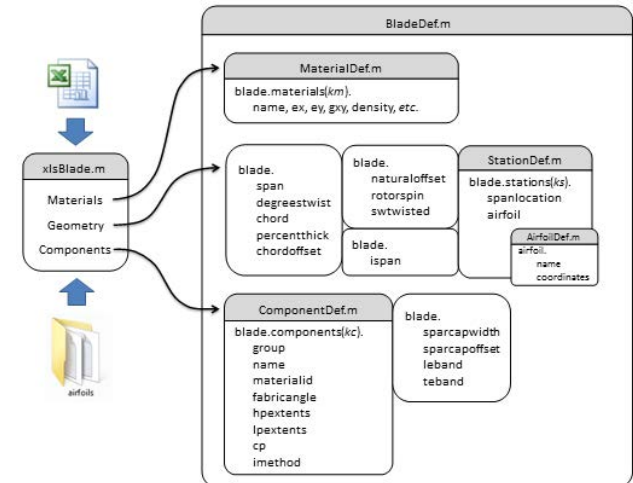 BladeDef.m
MaterialDef.m
blade.materials(km).
name, ex, ey, gxy, density, etc.
xlsBlade.m
Materials
Geometry
Components
airfoils
blade.
span
degreestwist
chord
percentthick
chordoffset
blade.
naturaloffset
rotorspin
swtwisted
blade.
ispan
StationDef.m
blade.stations(ks).
spanlocation
airfoil
AirfoilDef.m
airfoil.
name
coordinates
ComponentDef.m
blade.components(kc).
group
name
materialid
fabricangle
hpextents
lpextents
cp
imethod
blade.
sparcapwidth
sparcapoffset
leband
teband